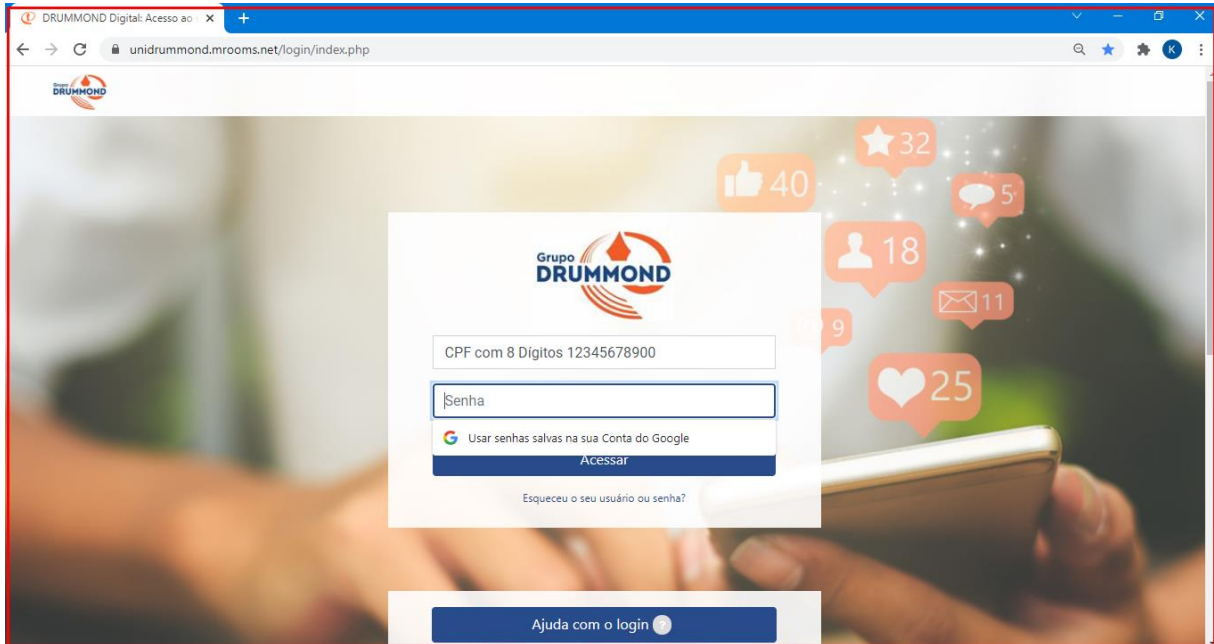 DRUMMOND Digital: Acesso ao
unidrummond.mrooms.net/login/index.php
K
Grupo
DRUMMOND
32
40
5
Grupo
DRUMMOND
18
11
9
CPF com 8 Dígitos 12345678900
25
Senha
Usar senhas salvas na sua Conta do Google
Acessar
Esqueceu o seu usuário ou senha?
Ajuda com o login ?